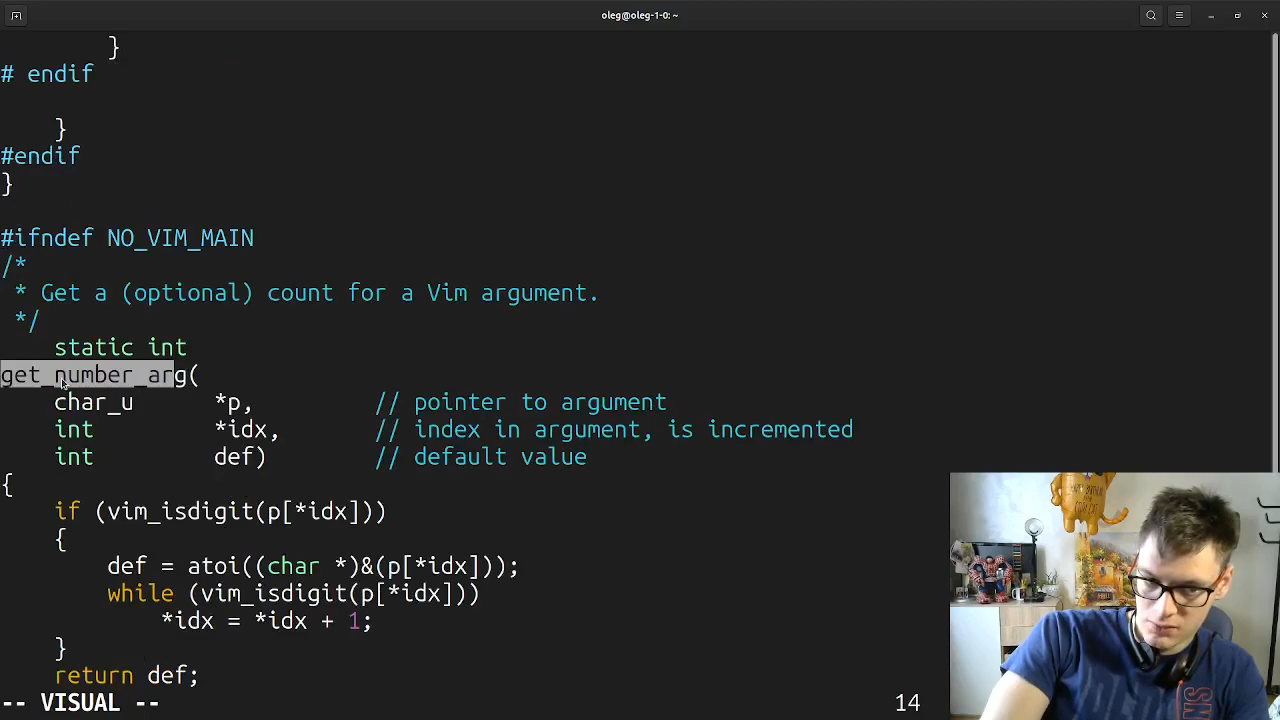 oleg@oleg-1-0: ~
}
# endif
}
#endif
}
#ifndef NO_VIM_MAIN
/*
* Get a (optional) count for a Vim argument.
*/
static int
get_number_arg(
char_u *p, // pointer to argument
int *idx, // index in argument, is incremented
int def) // default value
{
if (vim_isdigit(p[*idx]))
{
def = atoi((char *)&(p[*idx]));
while (vim_isdigit(p[*idx]))
*idx = *idx + 1;
}
return def;
-- VISUAL -- 14